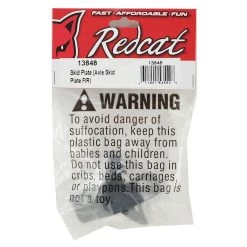 FAST · AFFORDABLE · FUN
Redcat
13848
13848
Skid Plate (Axle Skid
Plate F/R)
WARNING
To avoid danger of
suffocation, keep this
plastic bag away from
babies and children.
Do not use this bag in
cribs, beds, carriages,
or playpens. This bag is
not a toy.